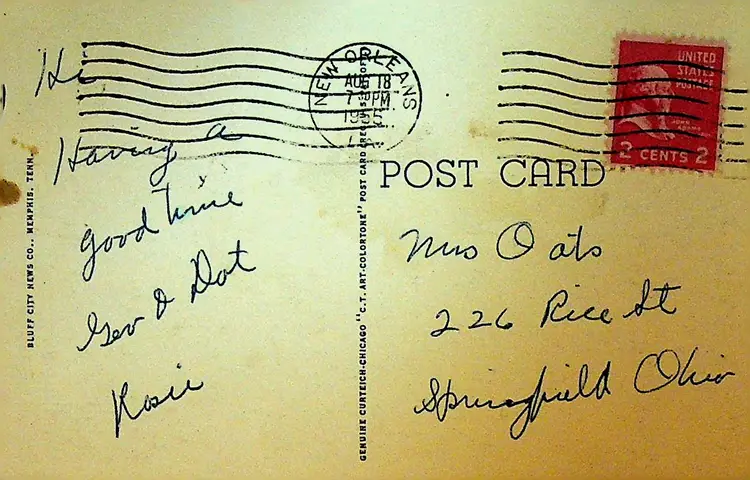 Hi
Having a
good time
Geo & Dot
Rosie
BLUFF CITY NEWS CO., MEMPHIS, TENN.
GENUINE CURTEICH-CHICAGO "C.T. ART-COLORTONE" POST CARD
NEW ORLEANS
AUG 18
PM
1955
UNITED
STATES
POSTAGE
JOHN
ADAMS
2 CENTS 2
POST CARD
Mrs Oats
226 Rice St
Springfield Ohio